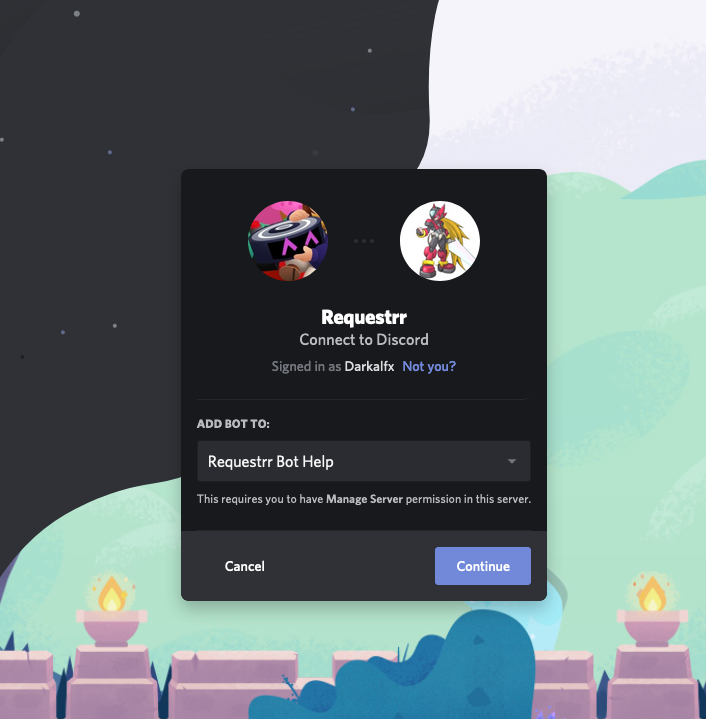 Requestrr
Connect to Discord
Signed in as Darkalfx Not you?
ADD BOT TO:
Requestrr Bot Help
This requires you to have Manage Server permission in this server.
Cancel
Continue